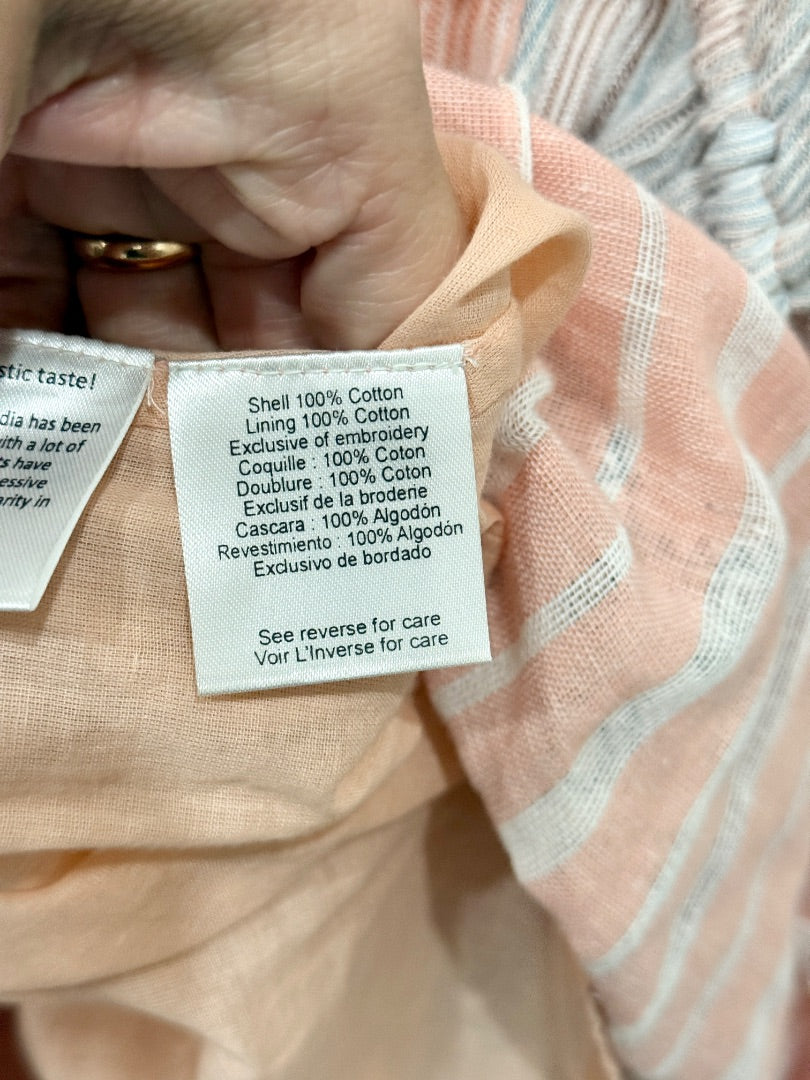 stic taste!
dia has been
with a lot of
ts have
essive
arity in
Shell 100% Cotton
Lining 100% Cotton
Exclusive of embroidery
Coquille : 100% Coton
Doublure : 100% Coton
Exclusif de la broderie
Cascara : 100% Algodón
Revestimiento : 100% Algodón
Exclusivo de bordado
See reverse for care
Voir L'Inverse for care